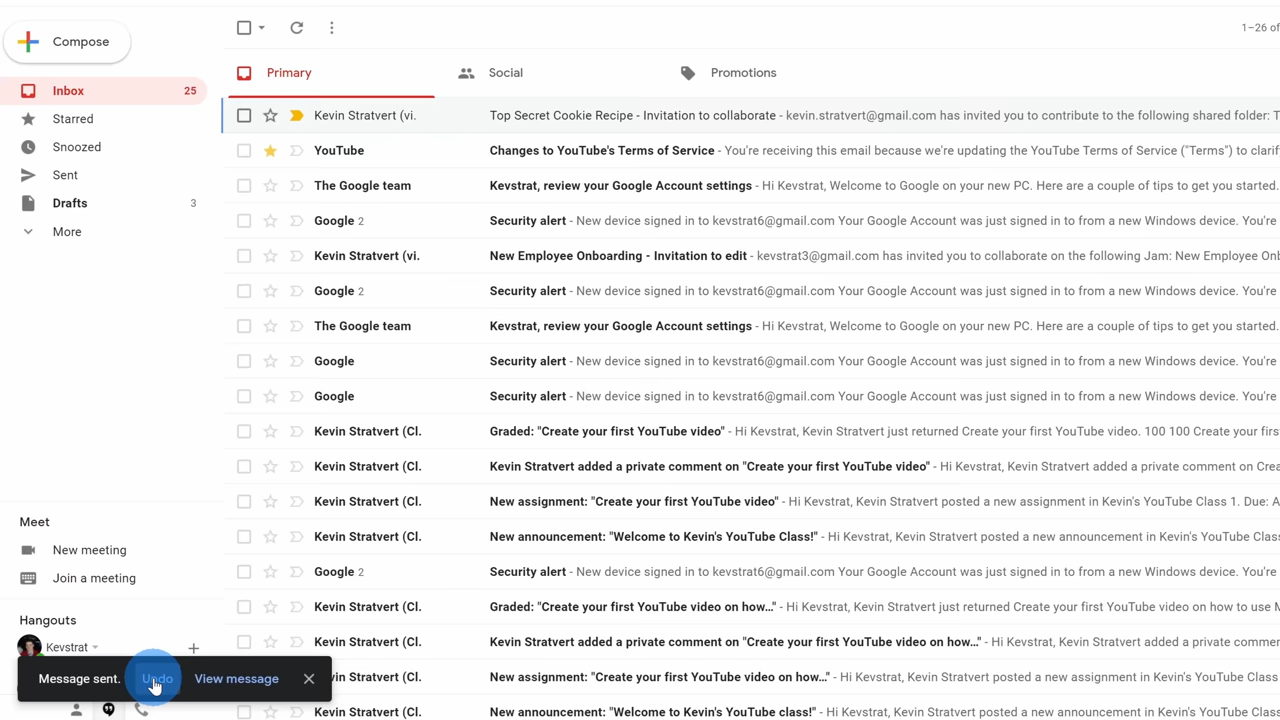 Compose
1–26 of
Primary
Social
Promotions
Inbox 25
Starred
Snoozed
Sent
Drafts 3
More
Kevin Stratvert (vi. Top Secret Cookie Recipe - Invitation to collaborate - kevin.stratvert@gmail.com has invited you to contribute to the following shared folder: T
YouTube Changes to YouTube's Terms of Service - You're receiving this email because we're updating the YouTube Terms of Service ("Terms") to clarif
The Google team Kevstrat, review your Google Account settings - Hi Kevstrat, Welcome to Google on your new PC. Here are a couple of tips to get you started.
Google 2 Security alert - New device signed in to kevstrat6@gmail.com Your Google Account was just signed in to from a new Windows device. You're
Kevin Stratvert (vi. New Employee Onboarding - Invitation to edit - kevstrat3@gmail.com has invited you to collaborate on the following Jam: New Employee Onb
Google 2 Security alert - New device signed in to kevstrat6@gmail.com Your Google Account was just signed in to from a new Windows device. You're
The Google team Kevstrat, review your Google Account settings - Hi Kevstrat, Welcome to Google on your new PC. Here are a couple of tips to get you started.
Google Security alert - New device signed in to kevstrat6@gmail.com Your Google Account was just signed in to from a new Windows device. You're
Google Security alert - New device signed in to kevstrat6@gmail.com Your Google Account was just signed in to from a new Windows device. You're
Kevin Stratvert (Cl. Graded: "Create your first YouTube video" - Hi Kevstrat, Kevin Stratvert just returned Create your first YouTube video. 100 100 Create your firs
Kevin Stratvert (Cl. Kevin Stratvert added a private comment on "Create your first YouTube video" - Hi Kevstrat, Kevin Stratvert added a private comment on Crea
Kevin Stratvert (Cl. New assignment: "Create your first YouTube video" - Hi Kevstrat, Kevin Stratvert posted a new assignment in Kevin's YouTube Class 1. Due: A
Kevin Stratvert (Cl. New announcement: "Welcome to Kevin's YouTube Class!" - Hi Kevstrat, Kevin Stratvert posted a new announcement in Kevin's YouTube Class
Google 2 Security alert - New device signed in to kevstrat6@gmail.com Your Google Account was just signed in to from a new Windows device. You're
Kevin Stratvert (Cl. Graded: "Create your first YouTube video on how…" - Hi Kevstrat, Kevin Stratvert just returned Create your first YouTube video on how to use M
Kevin Stratvert (Cl. Kevin Stratvert added a private comment on "Create your first YouTube video on how…" - Hi Kevstrat, Kevin Stratvert added a private comme
vin Stratvert (Cl. New assignment: "Create your first YouTube video on how…" - Hi Kevstrat, Kevin Stratvert posted a new assignment in Kevin's YouTube Class
Kevin Stratvert (Cl. New announcement: "Welcome to Kevin's YouTube class!" - Hi Kevstrat, Kevin Stratvert posted a new announcement in Kevin's YouTube Class
Meet
New meeting
Join a meeting
Hangouts
Kevstrat
Message sent. Undo View message